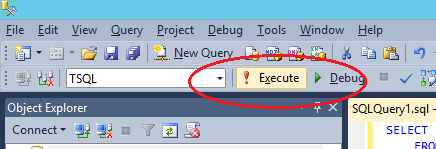 File Edit View Query Project Debug Tools Window Help
New Query
TSQL ! Execute Debug
Object Explorer
SQLQuery1.sql -
Connect
SELECT
FROM